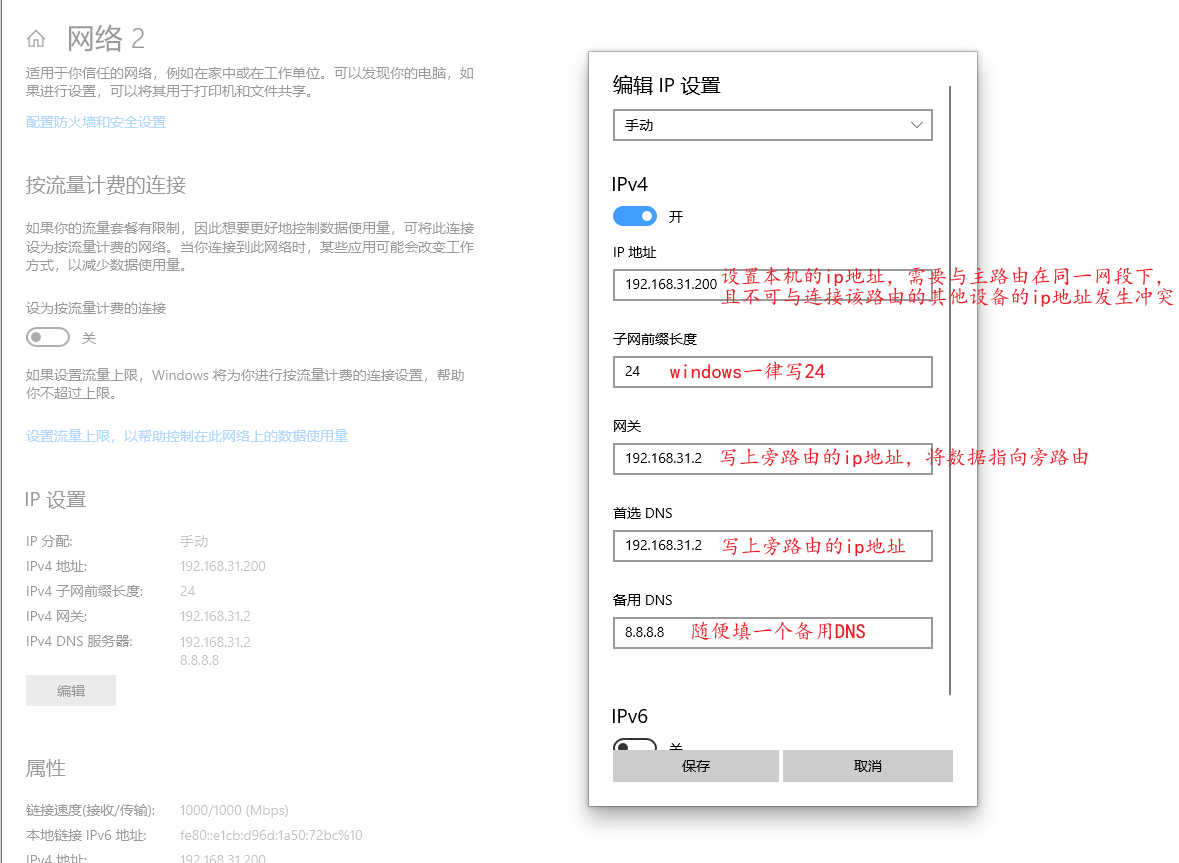 网络 2
适用于你信任的网络，例如在家中或在工作单位。可以发现你的电脑，如
果进行设置，可以将其用于打印机和文件共享。
配置防火墙和安全设置
按流量计费的连接
如果你的流量套餐有限制，因此想要更好地控制数据使用量，可将此连接
设为按流量计费的网络。当你连接到此网络时，某些应用可能会改变工作
方式，以减少数据使用量。
设为按流量计费的连接
关
如果设置流量上限，Windows 将为你进行按流量计费的连接设置，帮助
你不超过上限。
设置流量上限，以帮助控制在此网络上的数据使用量
IP 设置
IP 分配: 手动
IPv4 地址: 192.168.31.200
IPv4 子网前缀长度: 24
IPv4 网关: 192.168.31.2
IPv4 DNS 服务器: 192.168.31.2
8.8.8.8
编辑
属性
链接速度(接收/传输): 1000/1000 (Mbps)
本地链接 IPv6 地址: fe80::e1cb:d96d:1a50:72bc%10
IPv4 地址: 192.168.31.200
编辑 IP 设置
手动
IPv4
开
IP 地址
192.168.31.200 设置本机的ip地址，需要与主路由在同一网段下，
且不可与连接该路由的其他设备的ip地址发生冲突
子网前缀长度
24 windows一律写24
网关
192.168.31.2 写上旁路由的ip地址，将数据指向旁路由
首选 DNS
192.168.31.2 写上旁路由的ip地址
备用 DNS
8.8.8.8 随便填一个备用DNS
IPv6
关
保存 取消